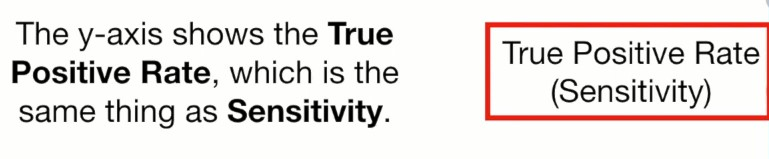 The y-axis shows the True
Positive Rate, which is the
same thing as Sensitivity.
True Positive Rate
(Sensitivity)